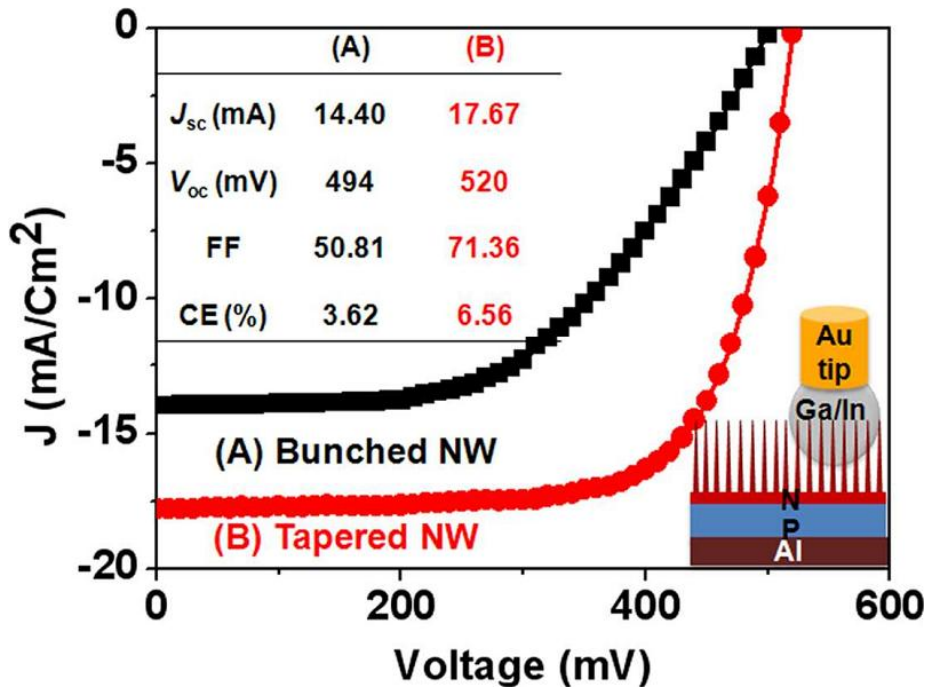 J (mA/Cm²)
0
-5
-10
-15
-20
(A) (B)
Jsc (mA) 14.40 17.67
Voc (mV) 494 520
FF 50.81 71.36
CE (%) 3.62 6.56
Au
tip
Ga/In
(A) Bunched NW
(B) Tapered NW
N
P
Al
0 200 400 600
Voltage (mV)